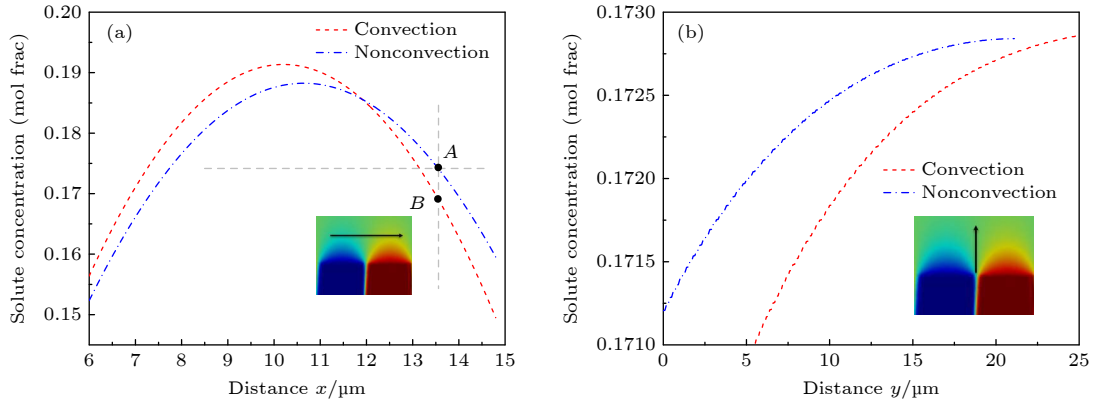 (a)
Convection
Nonconvection
A
B
Solute concentration (mol frac)
0.20
0.19
0.18
0.17
0.16
0.15
6 7 8 9 10 11 12 13 14 15
Distance x/μm
(b)
Convection
Nonconvection
Solute concentration (mol frac)
0.1730
0.1725
0.1720
0.1715
0.1710
0 5 10 15 20 25
Distance y/μm